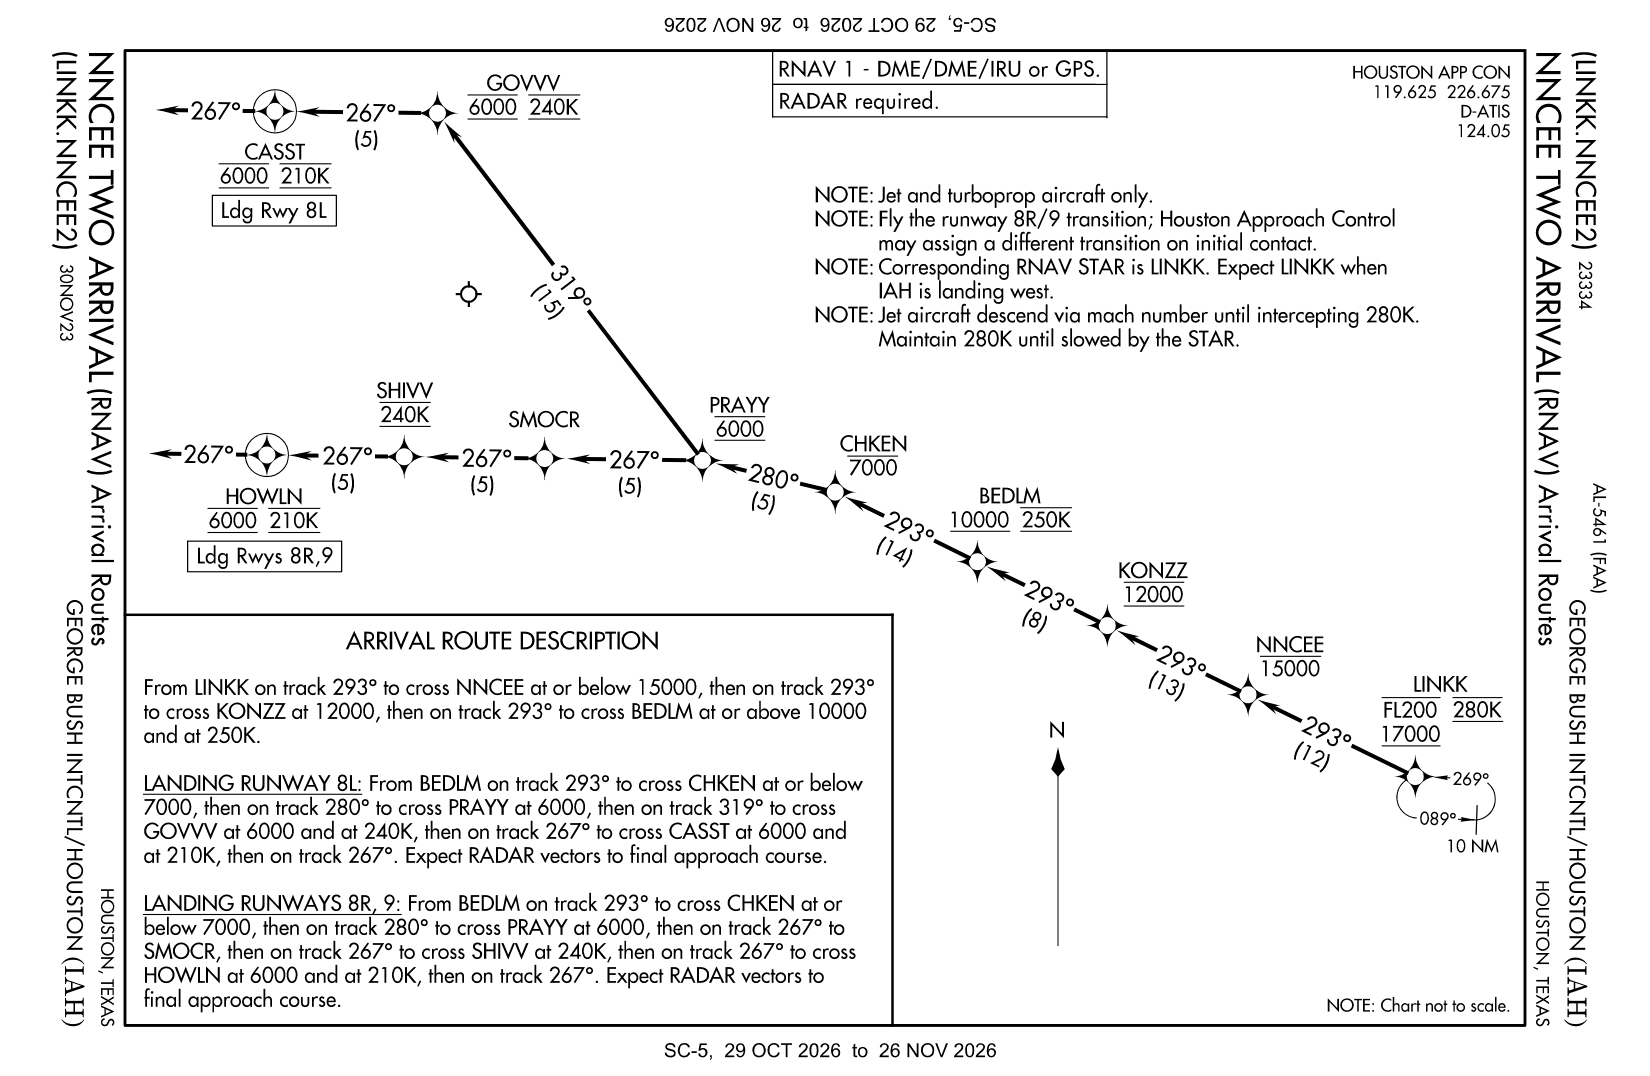 SC-5, 29 OCT 2026 to 26 NOV 2026
NNCEE TWO ARRIVAL (RNAV) Arrival Routes
(LINKK.NNCEE2) 30NOV23
GEORGE BUSH INTCNTL/HOUSTON (IAH)
HOUSTON, TEXAS
(LINKK.NNCEE2) 23334
NNCEE TWO ARRIVAL (RNAV) Arrival Routes
AL-5461 (FAA)
GEORGE BUSH INTCNTL/HOUSTON (IAH)
HOUSTON, TEXAS
RNAV 1 - DME/DME/IRU or GPS.
RADAR required.
HOUSTON APP CON
119.625 226.675
D-ATIS
124.05
NOTE: Jet and turboprop aircraft only.
NOTE: Fly the runway 8R/9 transition; Houston Approach Control
may assign a different transition on initial contact.
NOTE: Corresponding RNAV STAR is LINKK. Expect LINKK when
IAH is landing west.
NOTE: Jet aircraft descend via mach number until intercepting 280K.
Maintain 280K until slowed by the STAR.
GOVVV
6000 240K
267°
267°
(5)
CASST
6000 210K
Ldg Rwy 8L
319°
(15)
SHIVV
240K
SMOCR
PRAYY
6000
CHKEN
7000
267°
267°
(5)
267°
(5)
267°
(5)
280°
(5)
HOWLN
6000 210K
Ldg Rwys 8R,9
BEDLM
10000 250K
293°
(14)
KONZZ
12000
293°
(8)
NNCEE
15000
293°
(13)
LINKK
FL200 280K
17000
293°
(12)
269°
089°
10 NM
N
ARRIVAL ROUTE DESCRIPTION
From LINKK on track 293° to cross NNCEE at or below 15000, then on track 293°
to cross KONZZ at 12000, then on track 293° to cross BEDLM at or above 10000
and at 250K.
LANDING RUNWAY 8L: From BEDLM on track 293° to cross CHKEN at or below
7000, then on track 280° to cross PRAYY at 6000, then on track 319° to cross
GOVVV at 6000 and at 240K, then on track 267° to cross CASST at 6000 and
at 210K, then on track 267°. Expect RADAR vectors to final approach course.
LANDING RUNWAYS 8R, 9: From BEDLM on track 293° to cross CHKEN at or
below 7000, then on track 280° to cross PRAYY at 6000, then on track 267° to
SMOCR, then on track 267° to cross SHIVV at 240K, then on track 267° to cross
HOWLN at 6000 and at 210K, then on track 267°. Expect RADAR vectors to
final approach course.
NOTE: Chart not to scale.
SC-5, 29 OCT 2026 to 26 NOV 2026